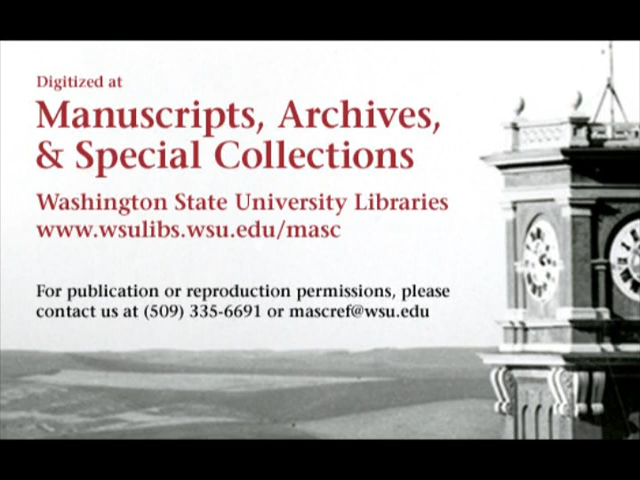 Digitized at
Manuscripts, Archives,
& Special Collections
Washington State University Libraries
www.wsulibs.wsu.edu/masc
For publication or reproduction permissions, please
contact us at (509) 335-6691 or mascref@wsu.edu